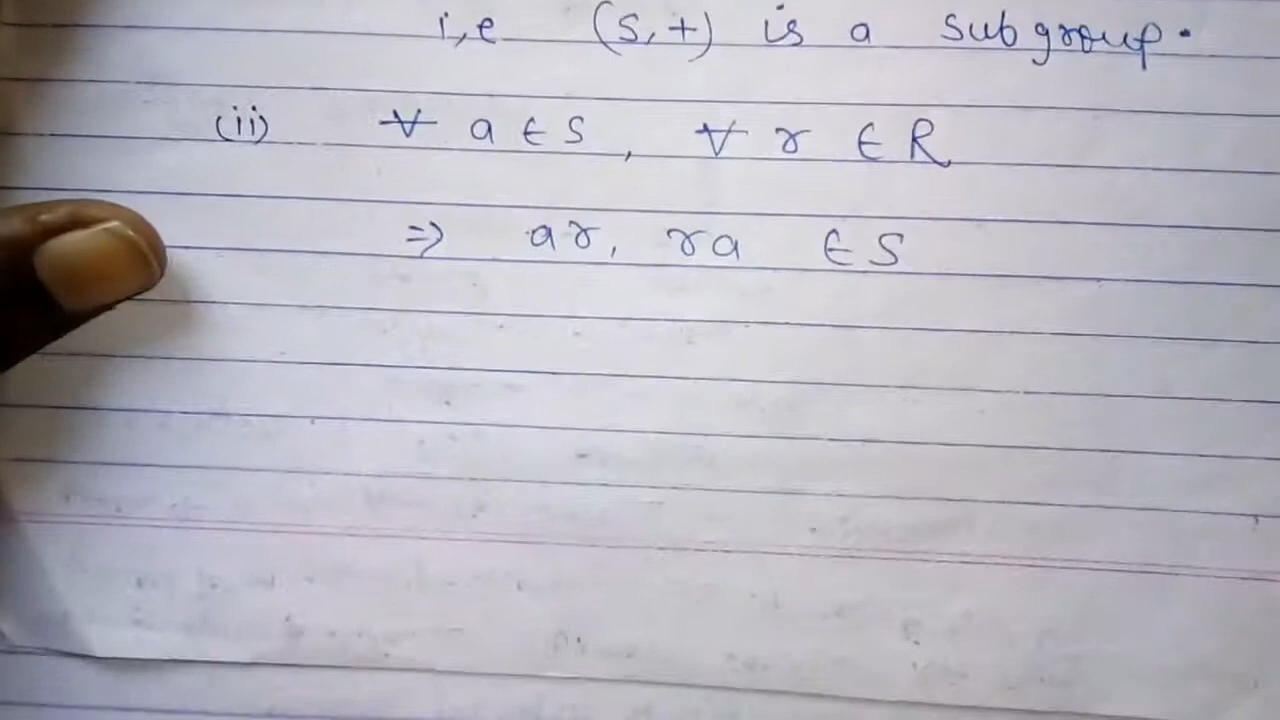 i,e (S,+) is a subgroup.
(ii) ∀ a ∈ S, ∀ r ∈ R
⇒ ar, ra ∈ S